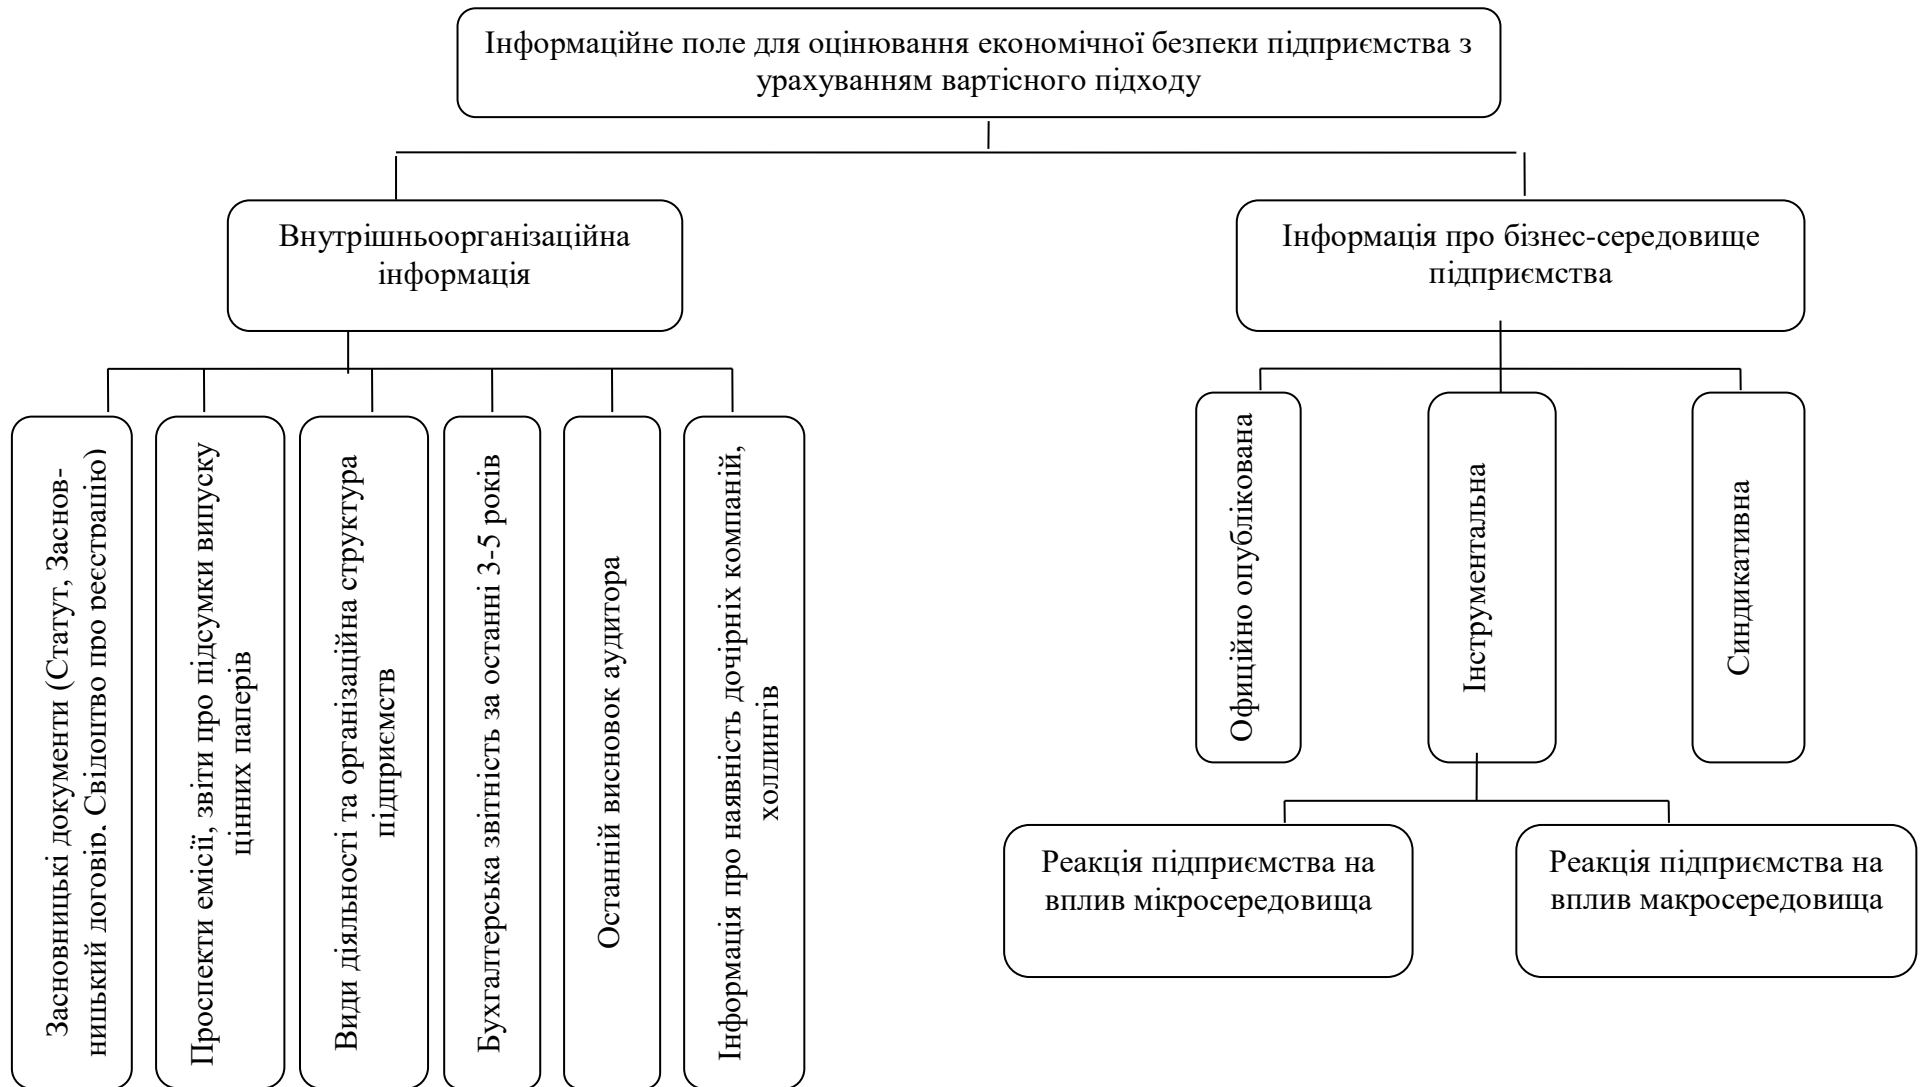 Інформаційне поле для оцінювання економічної безпеки підприємства з
урахуванням вартісного підходу
Внутрішньоорганізаційна
інформація
Інформація про бізнес-середовище
підприємства
Засновницькі документи (Статут, Заснов-
ницький договір, Свідоцтво про реєстрацію)
Проспекти емісії, звіти про підсумки випуску
цінних паперів
Види діяльності та організаційна структура
підприємств
Бухгалтерська звітність за останні 3-5 років
Останній висновок аудитора
Інформація про наявність дочірніх компаній,
холдингів
Офиційно опублікована
Інструментальна
Синдикативна
Реакція підприємства на
вплив мікросередовища
Реакція підприємства на
вплив макросередовища